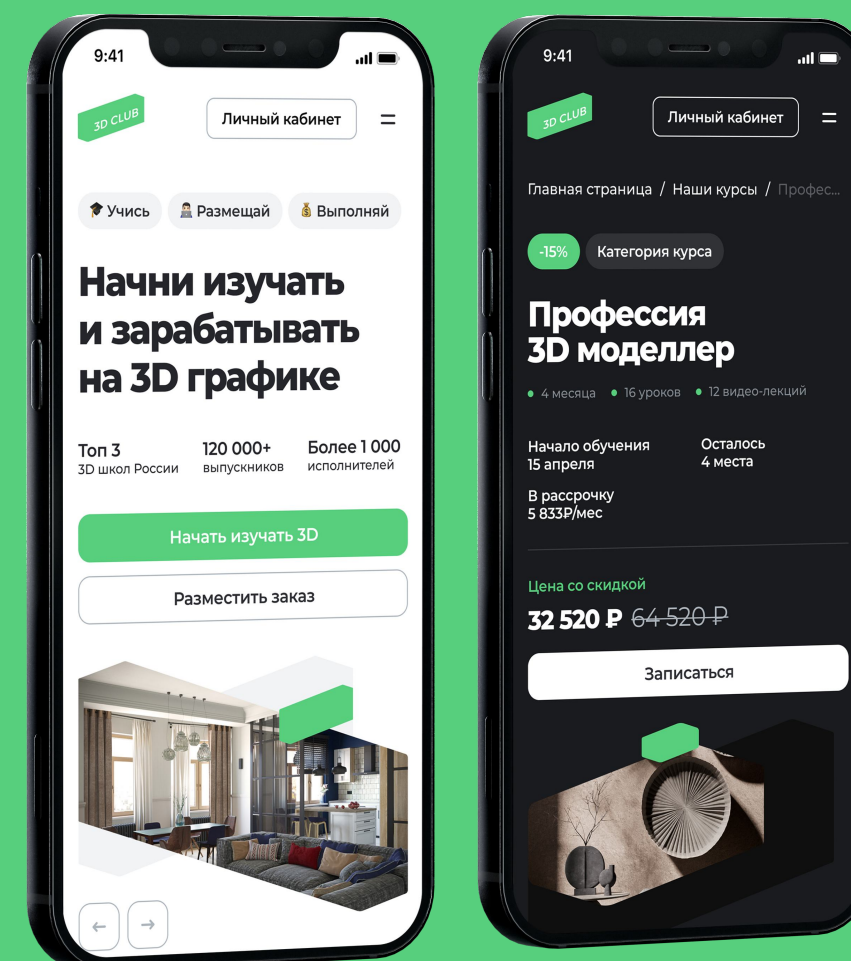 9:41
3D CLUB
Личный кабинет
Учись
Размещай
Выполняй
Начни изучать
и зарабатывать
на 3D графике
Топ 3
3D школ России
120 000+
выпускников
Более 1 000
исполнителей
Начать изучать 3D
Разместить заказ
9:41
3D CLUB
Личный кабинет
Главная страница / Наши курсы / Профес...
-15%
Категория курса
Профессия
3D моделлер
4 месяца
16 уроков
12 видео-лекций
Начало обучения
15 апреля
Осталось
4 места
В рассрочку
5 833₽/мес
Цена со скидкой
32 520 ₽ 64 520 ₽
Записаться